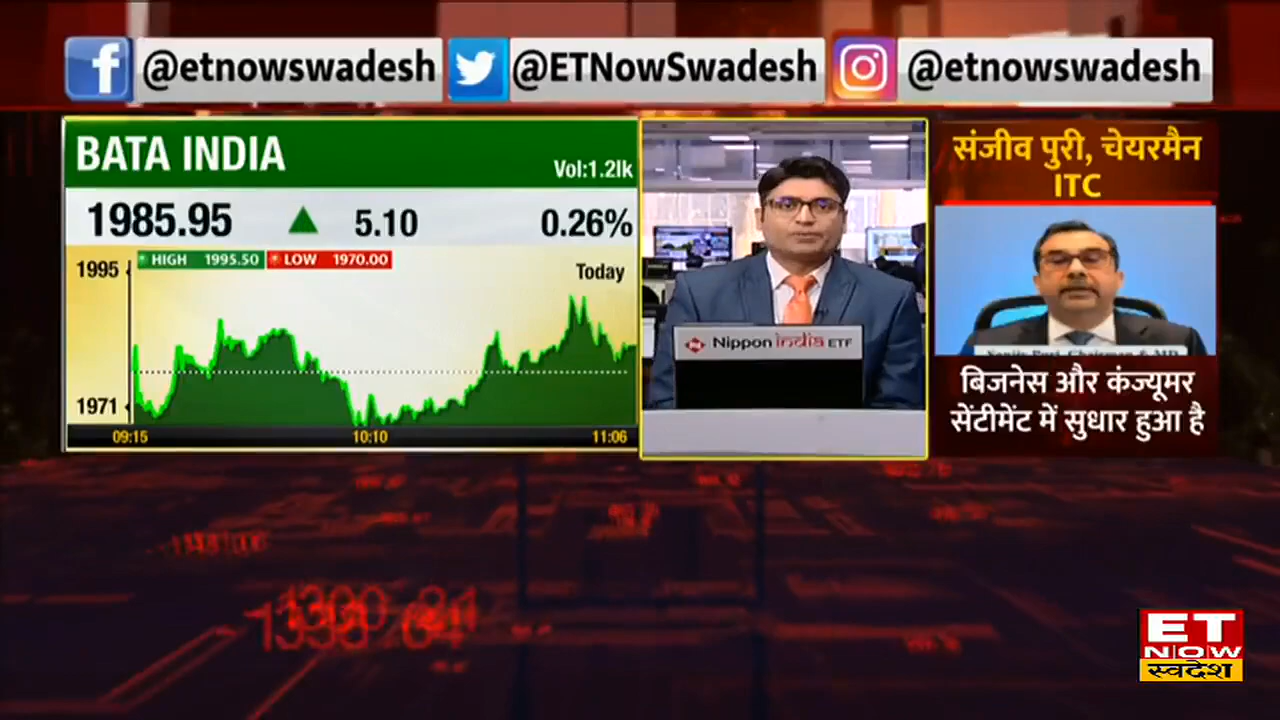 @etnowswadesh @ETNowSwadesh @etnowswadesh
BATA INDIA
Vol:1.2lk
1985.95 5.10 0.26%
HIGH 1995.50 LOW 1970.00
1995
Today
1971
09:15 10:10 11:06
Nippon india ETF
संजीव पुरी, चेयरमैन
ITC
बिजनेस और कंज्यूमर
सेंटीमेंट में सुधार हुआ है
ET
NOW
स्वदेश